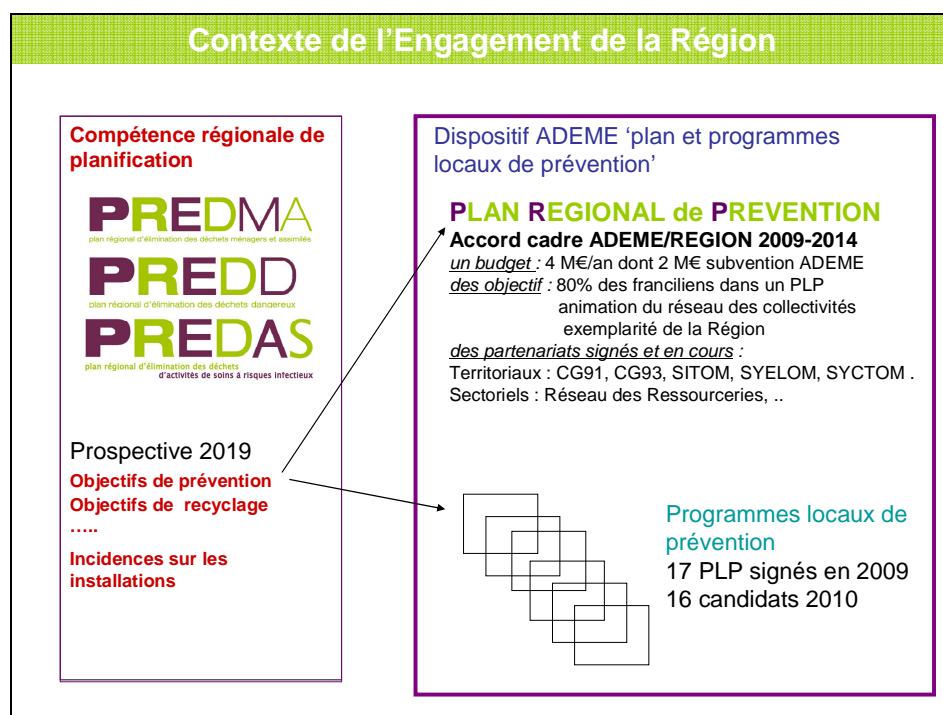 Contexte de l'Engagement de la Région
Compétence régionale de
planification
PREDMA
plan régional d'élimination des déchets ménagers et assimilés
PREDD
plan régional d'élimination des déchets dangereux
PREDAS
plan régional d'élimination des déchets
d'activités de soins à risques infectieux
Prospective 2019
Objectifs de prévention
Objectifs de recyclage
.....
Incidences sur les
installations
Dispositif ADEME 'plan et programmes
locaux de prévention'
PLAN REGIONAL de PREVENTION
Accord cadre ADEME/REGION 2009-2014
un budget : 4 M€/an dont 2 M€ subvention ADEME
des objectif : 80% des franciliens dans un PLP
animation du réseau des collectivités
exemplarité de la Région
des partenariats signés et en cours :
Territoriaux : CG91, CG93, SITOM, SYELOM, SYCTOM .
Sectoriels : Réseau des Ressourceries, ..
Programmes locaux de
prévention
17 PLP signés en 2009
16 candidats 2010